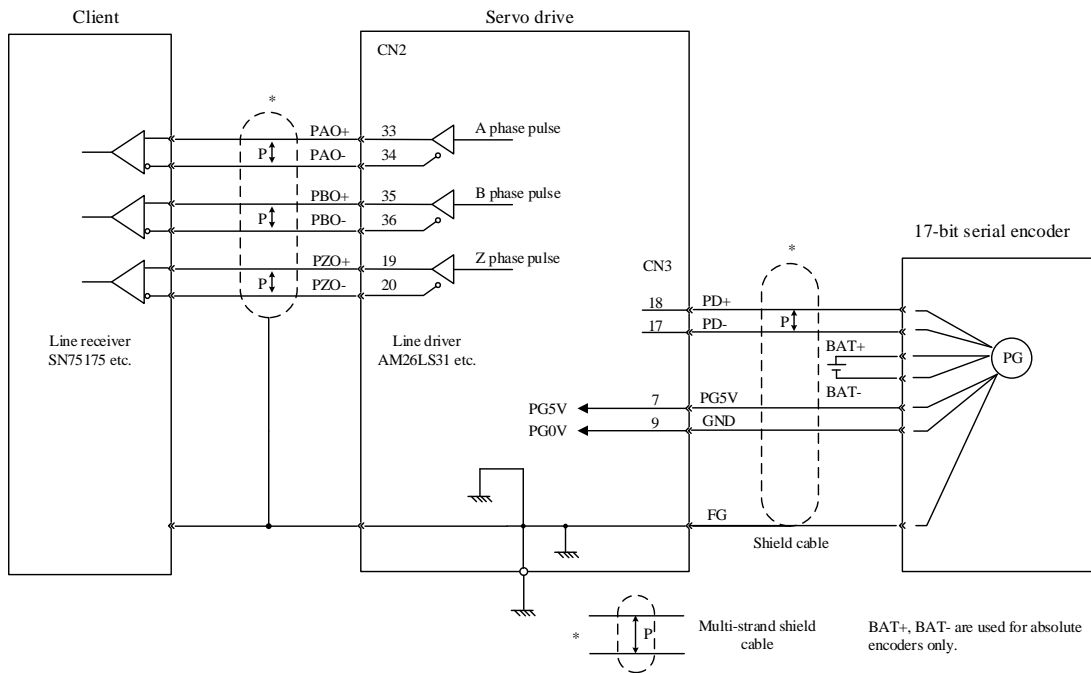 Client
Servo drive
CN2
*
PAO+
33
A phase pulse
P
PAO-
34
PBO+
35
B phase pulse
P
PBO-
36
PZO+
19
Z phase pulse
P
PZO-
20
Line receiver
SN75175 etc.
Line driver
AM26LS31 etc.
17-bit serial encoder
*
CN3
18
PD+
P
17
PD-
BAT+
BAT-
PG
PG5V
7
PG5V
PG0V
9
GND
FG
Shield cable
*
P
Multi-strand shield
cable
BAT+, BAT- are used for absolute
encoders only.